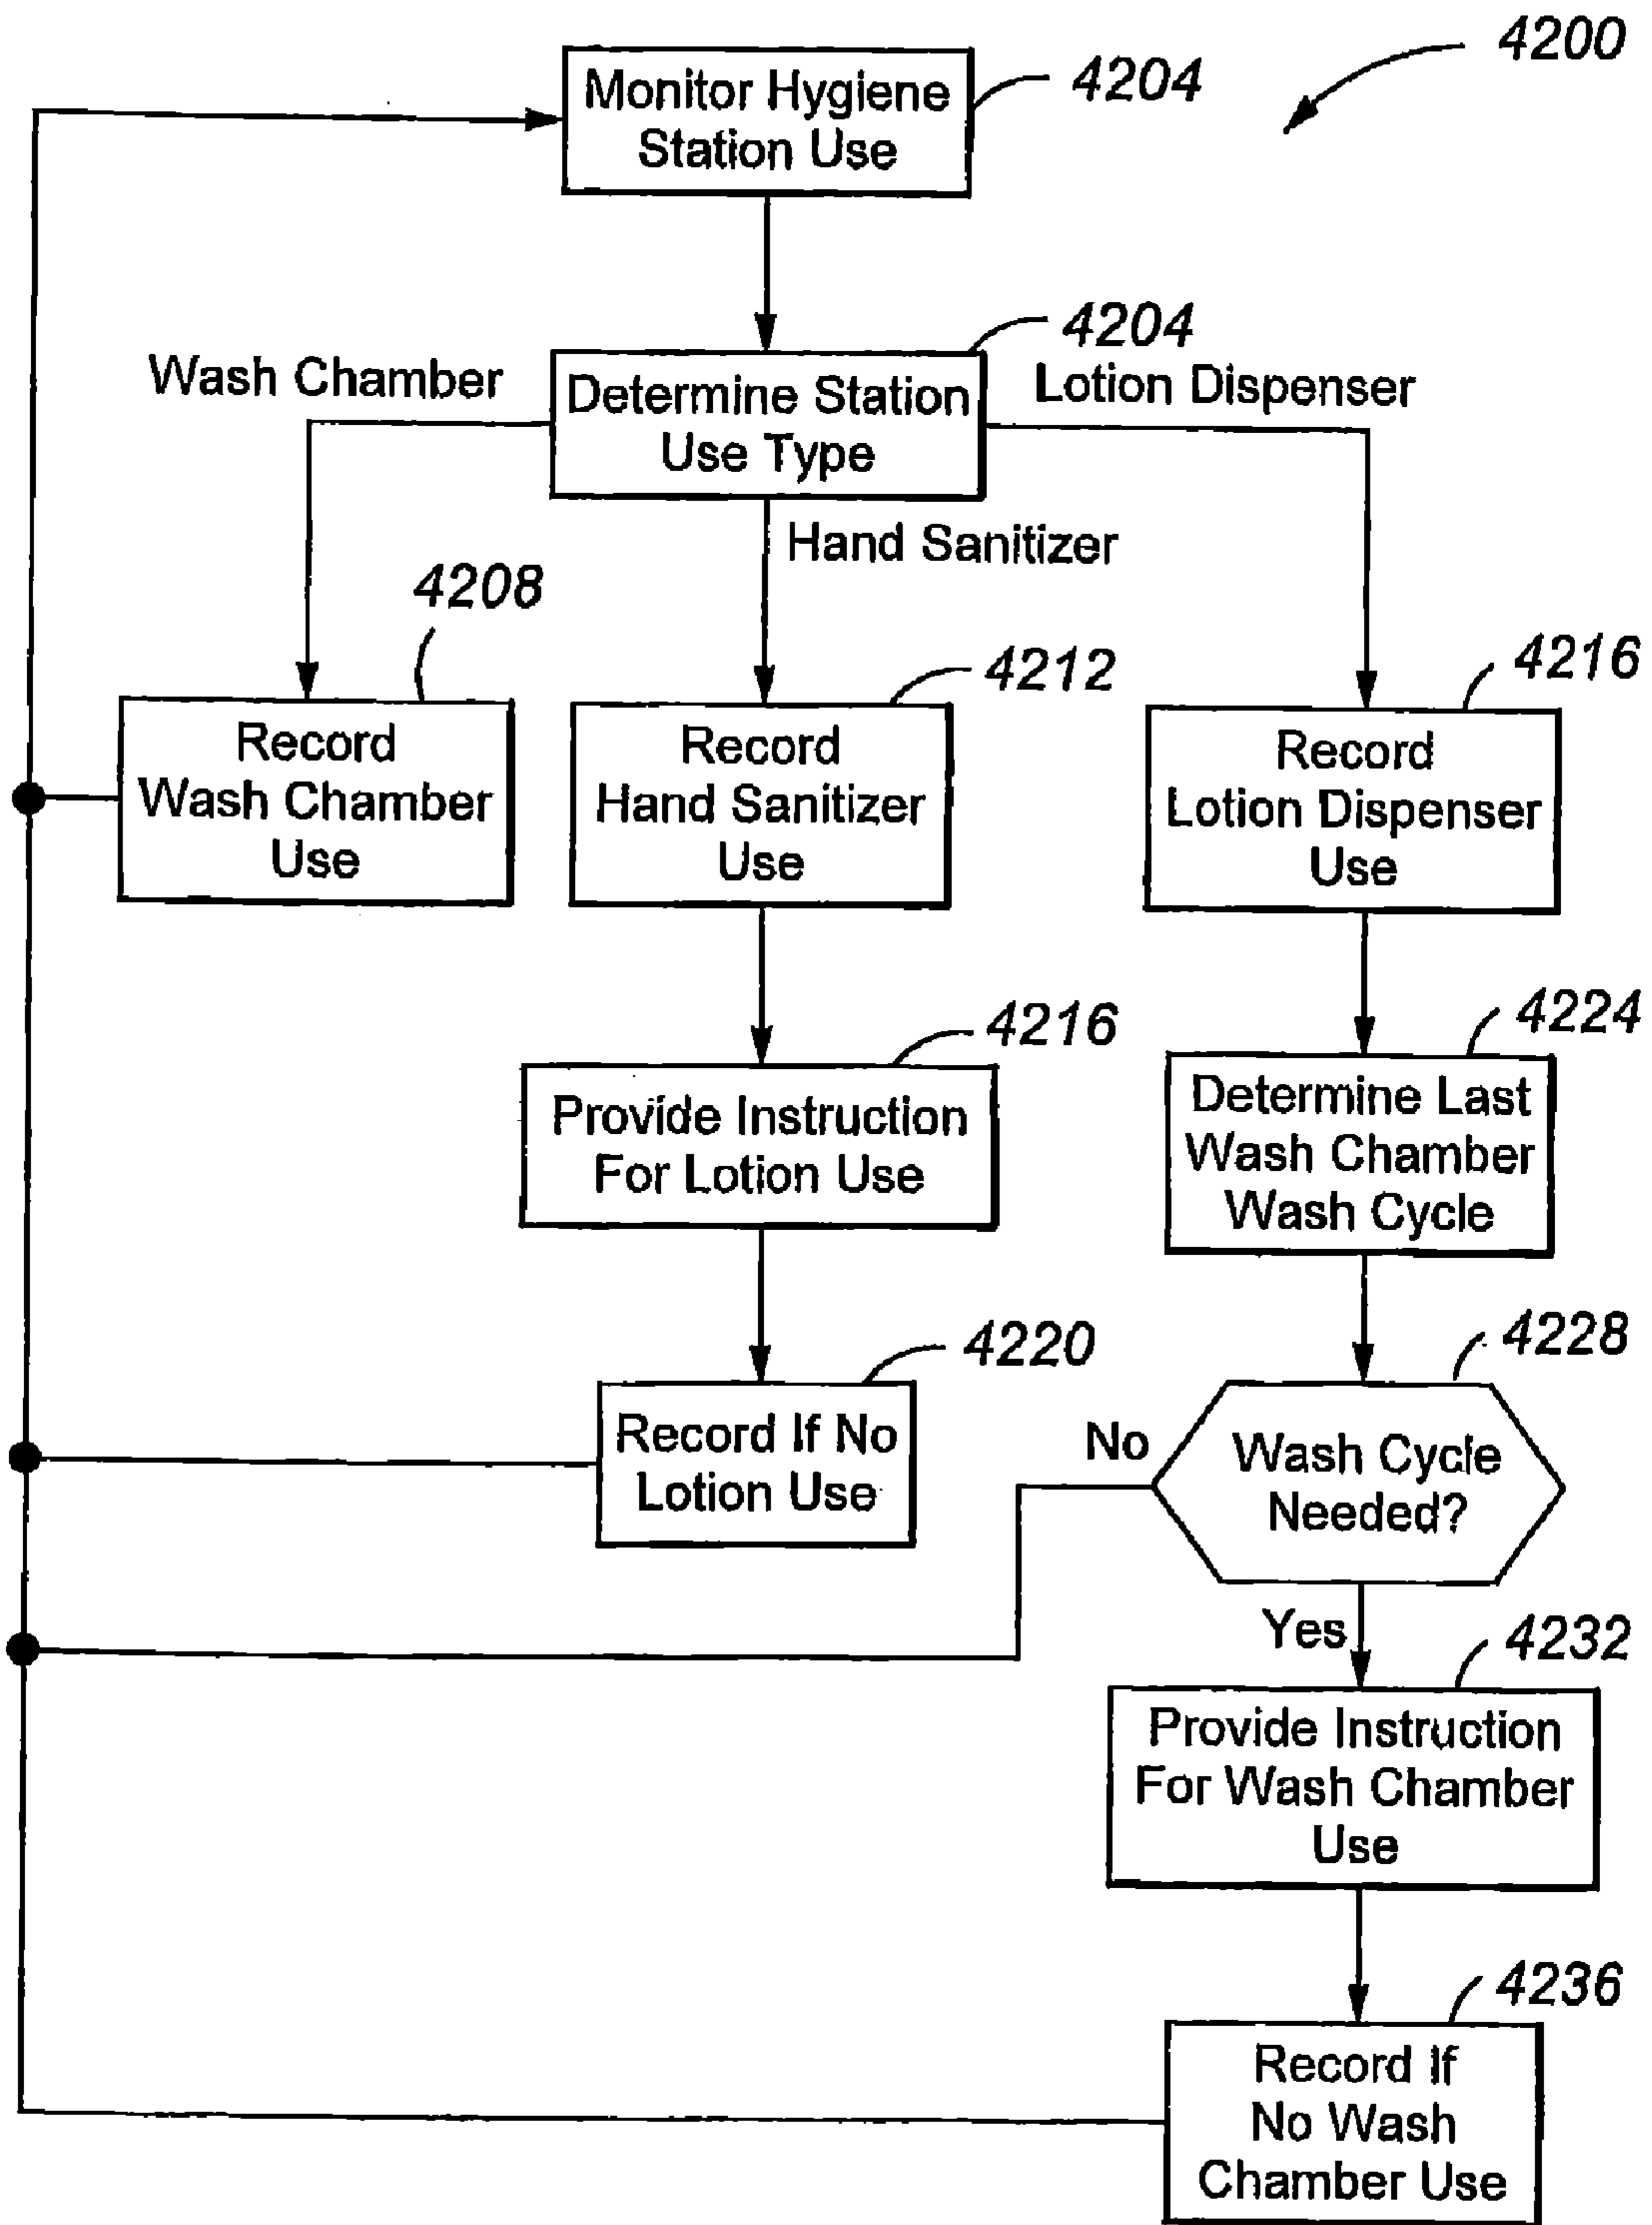 4200
Monitor Hygiene
Station Use
4204
4204
Wash Chamber
Determine Station
Use Type
Lotion Dispenser
Hand Sanitizer
4208
Record
Wash Chamber
Use
4212
Record
Hand Sanitizer
Use
4216
Record
Lotion Dispenser
Use
4216
Provide Instruction
For Lotion Use
4224
Determine Last
Wash Chamber
Wash Cycle
4220
Record If No
Lotion Use
4228
Wash Cycle
Needed?
No
Yes
4232
Provide Instruction
For Wash Chamber
Use
4236
Record If
No Wash
Chamber Use